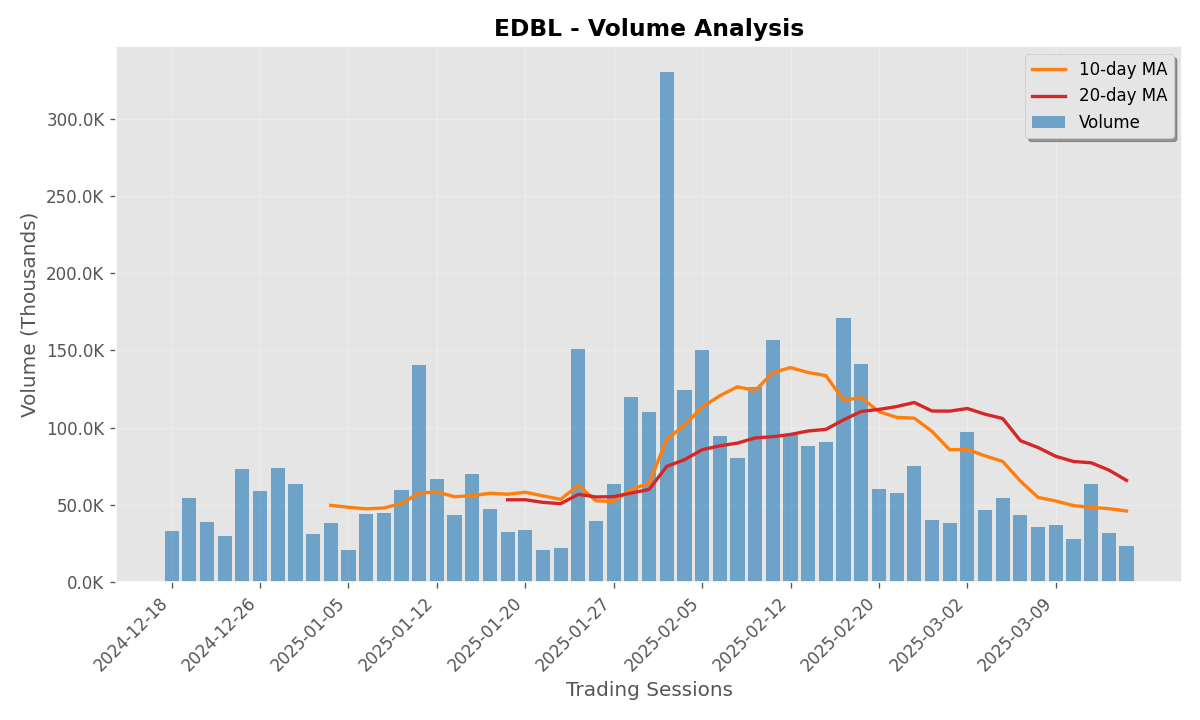 EDBL - Volume Analysis
10-day MA
20-day MA
Volume
Volume (Thousands)
300.0K
250.0K
200.0K
150.0K
100.0K
50.0K
0.0K
2024-12-18
2024-12-26
2025-01-05
2025-01-12
2025-01-20
2025-01-27
2025-02-05
2025-02-12
2025-02-20
2025-03-02
2025-03-09
Trading Sessions